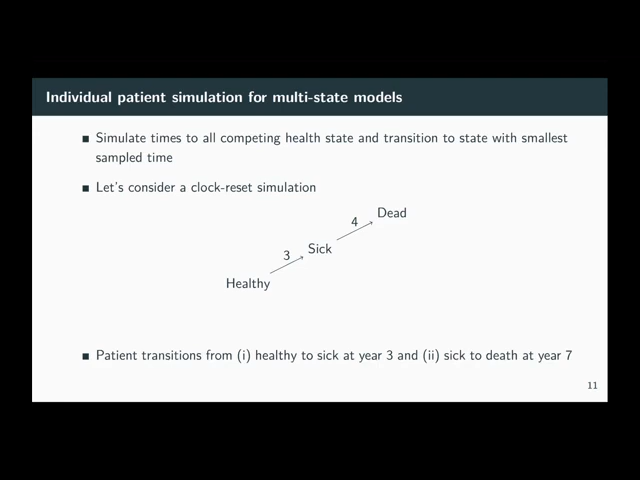 Individual patient simulation for multi-state models
■ Simulate times to all competing health state and transition to state with smallest
sampled time
■ Let's consider a clock-reset simulation
Dead
4
Sick
3
Healthy
■ Patient transitions from (i) healthy to sick at year 3 and (ii) sick to death at year 7
11